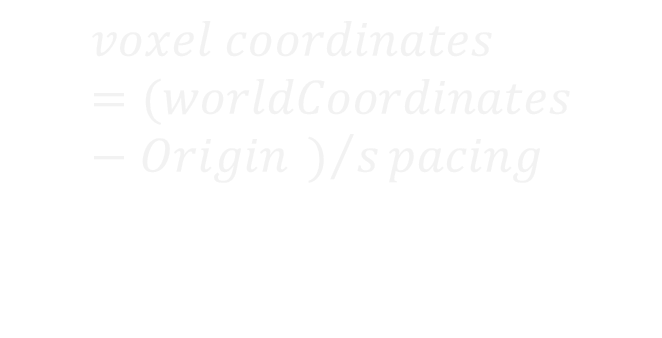 voxel coordinates
= (worldCoordinates
− Origin )/spacing